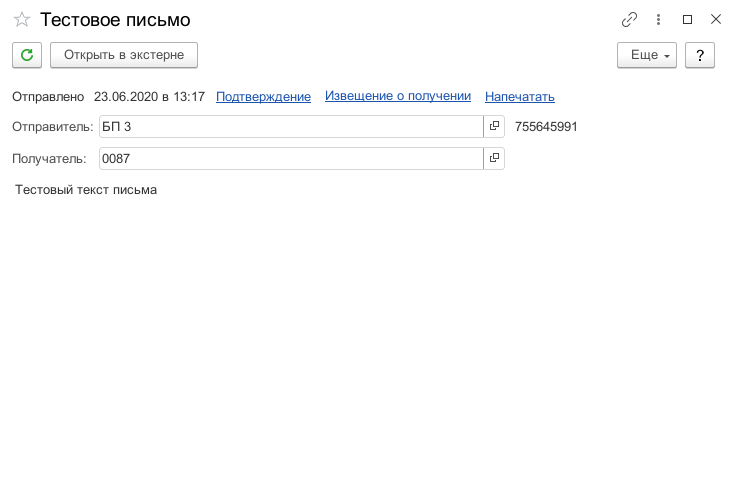 Тестовое письмо
Открыть в экстерне Еще ?
Отправлено 23.06.2020 в 13:17 Подтверждение Извещение о получении Напечатать
Отправитель: БП 3 755645991
Получатель: 0087
Тестовый текст письма